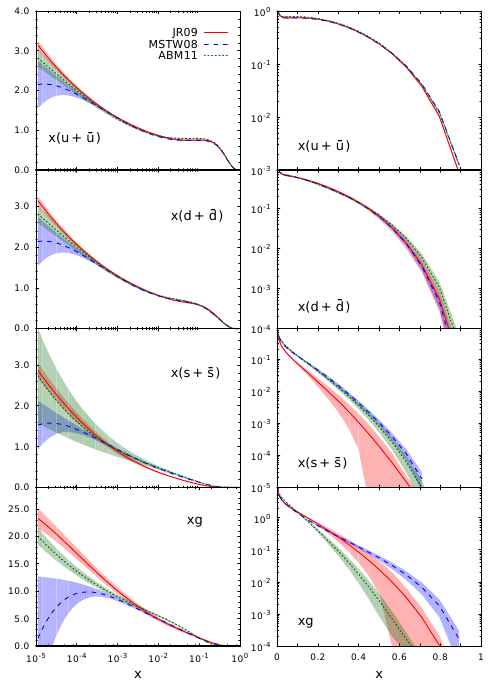 4.0
3.0
2.0
1.0
0.0
JR09
MSTW08
ABM11
x(u + ū)
10^0
10^-1
10^-2
10^-3
x(u + ū)
3.0
2.0
1.0
0.0
x(d + d̄)
10^-1
10^-2
10^-3
10^-4
x(d + d̄)
3.0
2.0
1.0
0.0
x(s + s̄)
10^-1
10^-2
10^-3
10^-4
10^-5
x(s + s̄)
25.0
20.0
15.0
10.0
5.0
0.0
xg
10^-5 10^-4 10^-3 10^-2 10^-1 10^0
x
10^0
10^-1
10^-2
10^-3
10^-4
xg
0 0.2 0.4 0.6 0.8 1
x